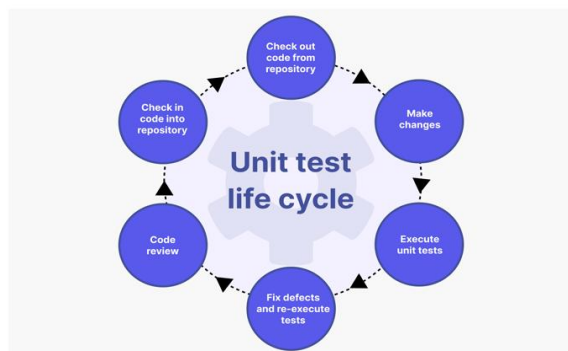 Check out
code from
repository
Make
changes
Execute
unit tests
Fix defects
and re-execute
tests
Code
review
Check in
code into
repository
Unit test
life cycle